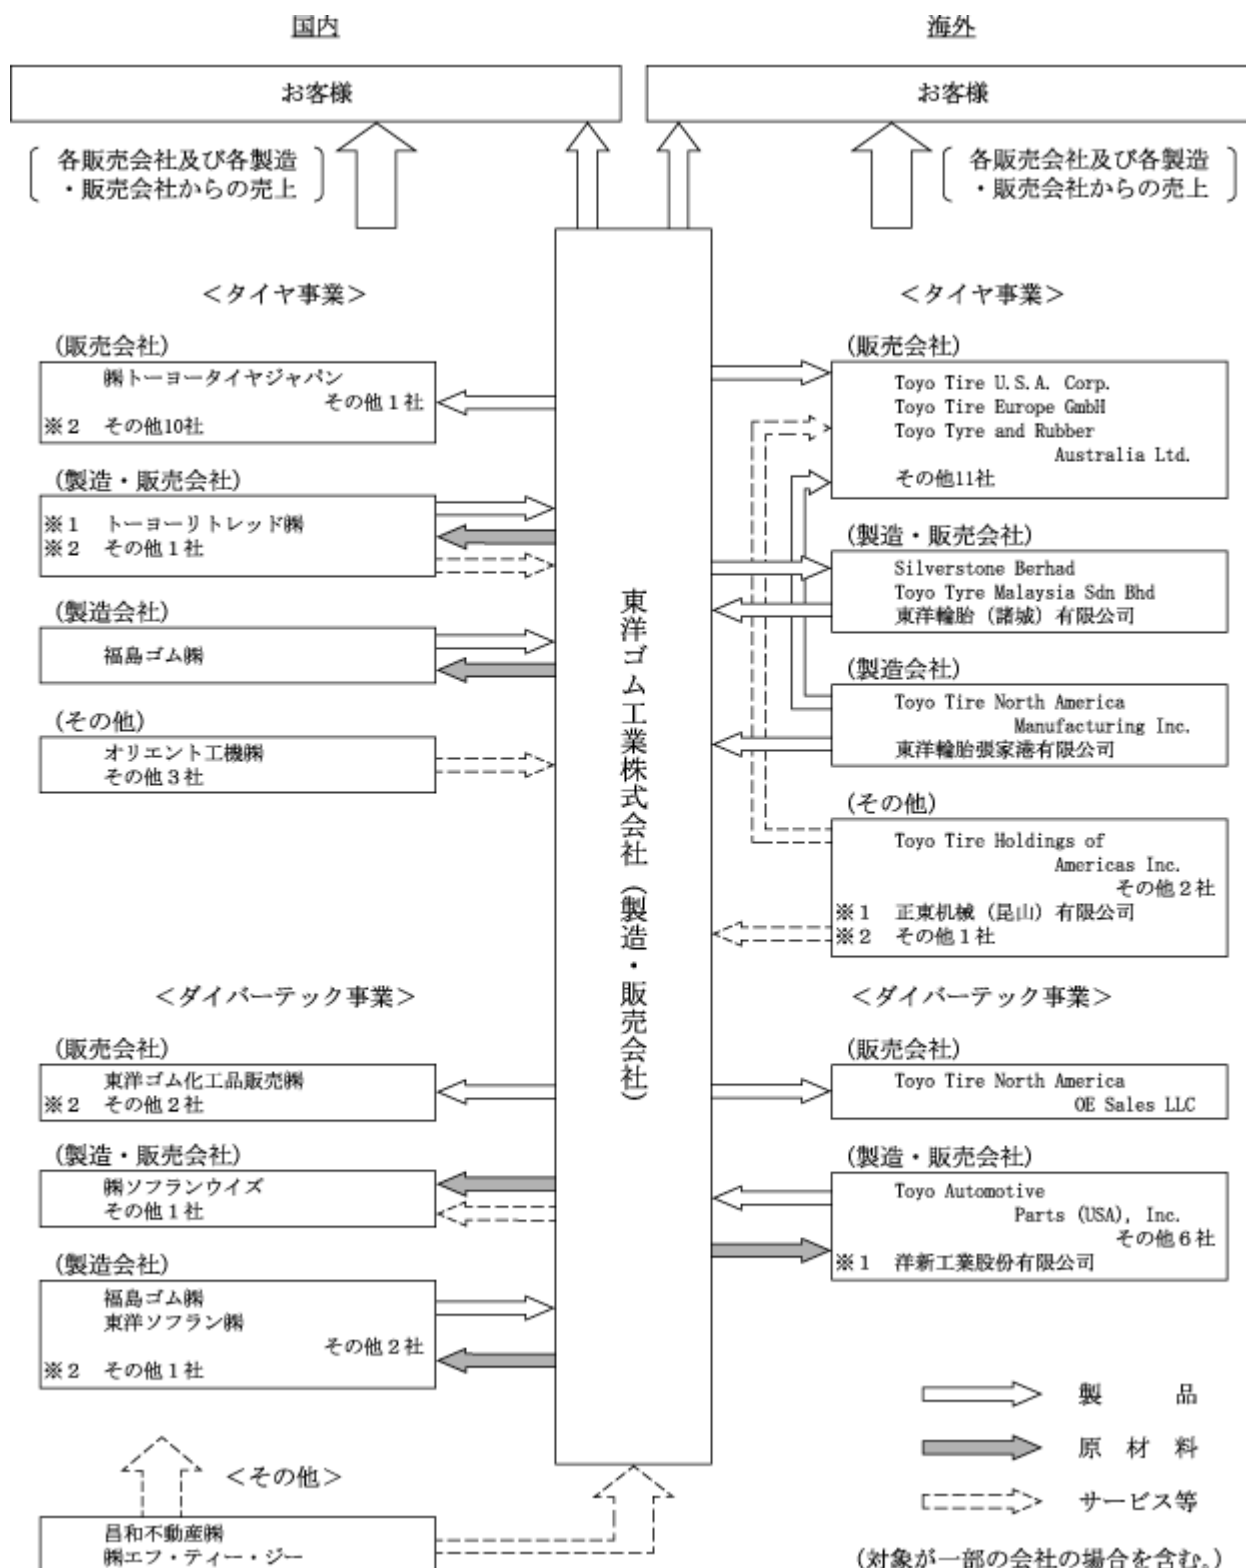 国内
お客様
各販売会社及び各製造
・販売会社からの売上
<タイヤ事業>
(販売会社)
㈱トーヨータイヤジャパン
その他1社
※2 その他10社
(製造・販売会社)
※1 トーヨーリトレッド㈱
※2 その他1社
(製造会社)
福島ゴム㈱
(その他)
オリエント工機㈱
その他3社
<ダイバーテック事業>
(販売会社)
東洋ゴム化工品販売㈱
※2 その他2社
(製造・販売会社)
㈱ソフランウイズ
その他1社
(製造会社)
福島ゴム㈱
東洋ソフラン㈱
その他2社
※2 その他1社
<その他>
昌和不動産㈱
㈱エフ・ティー・ジー
東洋ゴム工業株式会社(製造・販売会社)
海外
お客様
各販売会社及び各製造
・販売会社からの売上
<タイヤ事業>
(販売会社)
Toyo Tire U.S.A. Corp.
Toyo Tire Europe GmbH
Toyo Tyre and Rubber
Australia Ltd.
その他11社
(製造・販売会社)
Silverstone Berhad
Toyo Tyre Malaysia Sdn Bhd
東洋輪胎(諸城)有限公司
(製造会社)
Toyo Tire North America
Manufacturing Inc.
東洋輪胎張家港有限公司
(その他)
Toyo Tire Holdings of
Americas Inc.
その他2社
※1 正東机械(昆山)有限公司
※2 その他1社
<ダイバーテック事業>
(販売会社)
Toyo Tire North America
OE Sales LLC
(製造・販売会社)
Toyo Automotive
Parts (USA), Inc.
その他6社
※1 洋新工業股份有限公司
製品
原材料
サービス等
(対象が一部の会社の場合を含む。)